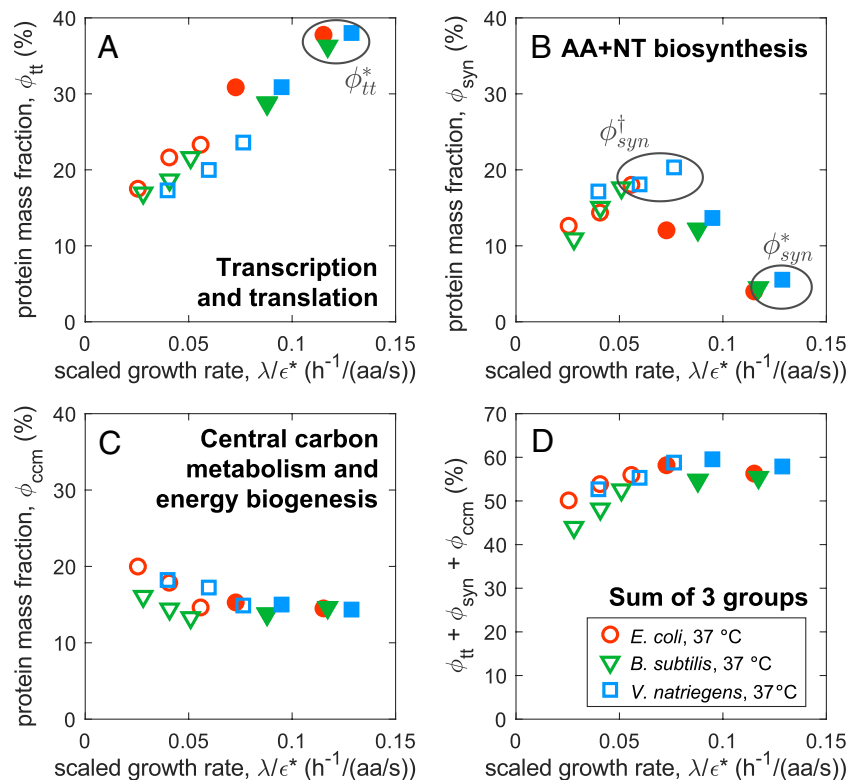 A
protein mass fraction, ϕtt (%)
40
30
20
10
0
ϕ*tt
Transcription
and translation
0
0.05
0.1
0.15
scaled growth rate, λ/ϵ* (h-1/(aa/s))
B
AA+NT biosynthesis
protein mass fraction, ϕsyn (%)
40
30
20
10
0
ϕ†syn
ϕ*syn
0
0.05
0.1
0.15
scaled growth rate, λ/ϵ* (h-1/(aa/s))
C
Central carbon
metabolism and
energy biogenesis
protein mass fraction, ϕccm (%)
40
30
20
10
0
0
0.05
0.1
0.15
scaled growth rate, λ/ϵ* (h-1/(aa/s))
D
ϕtt + ϕsyn + ϕccm (%)
70
60
50
40
30
20
10
0
Sum of 3 groups
E. coli, 37 °C
B. subtilis, 37 °C
V. natriegens, 37°C
0
0.05
0.1
0.15
scaled growth rate, λ/ϵ* (h-1/(aa/s))